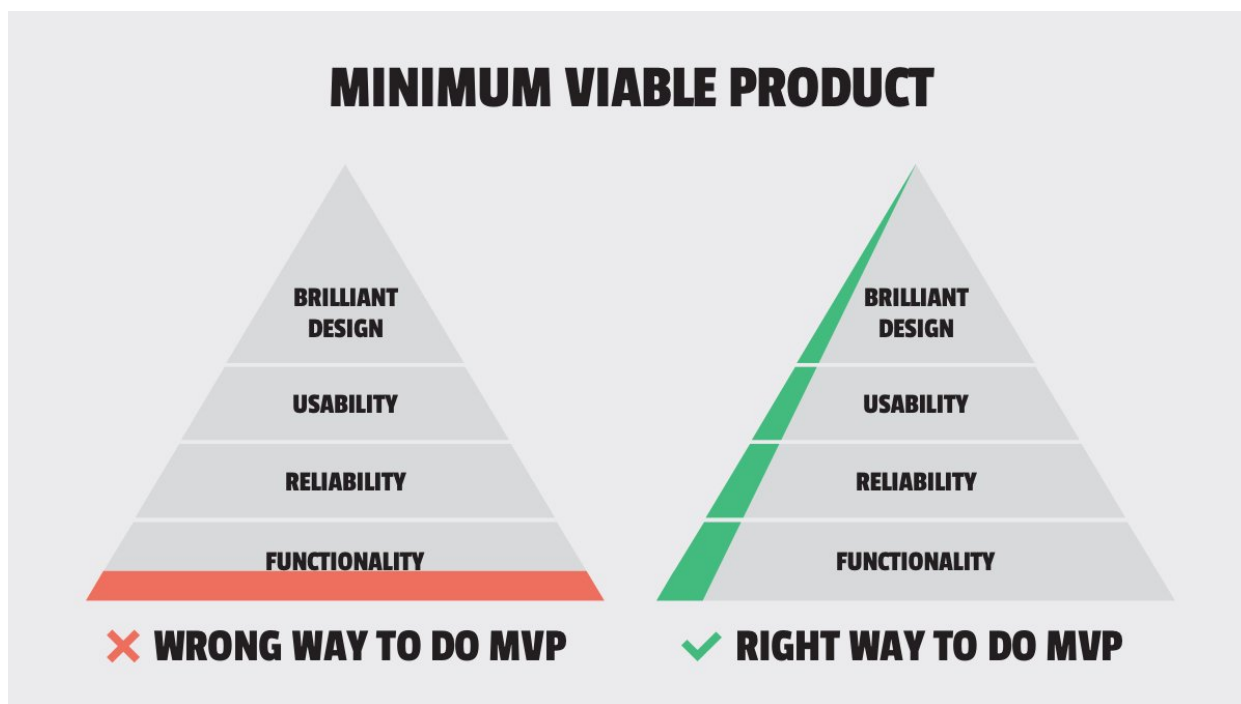 MINIMUM VIABLE PRODUCT
BRILLIANT
DESIGN
USABILITY
RELIABILITY
FUNCTIONALITY
WRONG WAY TO DO MVP
BRILLIANT
DESIGN
USABILITY
RELIABILITY
FUNCTIONALITY
RIGHT WAY TO DO MVP